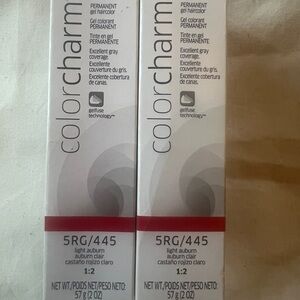 colorcharm
PERMANENT
gel haircolor
Gel colorant
PERMANENT
Tinte en gel
PERMANENTE
Excellent gray
coverage.
Excellente
couverture du gris.
Excelente cobertura
de canas.
gelfuse
technology™
5RG/445
light auburn
auburn clair
castaño rojizo claro
1:2
NET WT./POIDS NET/PESO NETO:
57 g (2 OZ)
colorcharm
PERMANENT
gel haircolor
Gel colorant
PERMANENT
Tinte en gel
PERMANENTE
Excellent gray
coverage.
Excellente
couverture du gris.
Excelente cobertura
de canas.
gelfuse
technology™
5RG/445
light auburn
auburn clair
castaño rojizo claro
1:2
NET WT./POIDS NET/PESO NETO:
57 g (2 OZ)